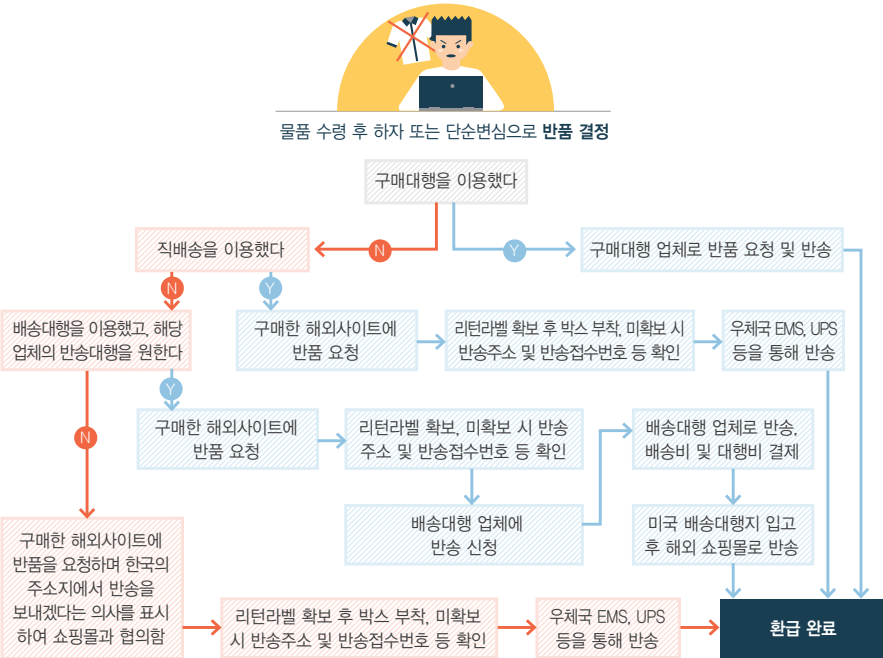 물품 수령 후 하자 또는 단순변심으로 반품 결정
구매대행을 이용했다
N
Y
직배송을 이용했다
구매대행 업체로 반품 요청 및 반송
N
Y
배송대행을 이용했고, 해당
업체의 반송대행을 원한다
구매한 해외사이트에
반품 요청
리턴라벨 확보 후 박스 부착, 미확보 시
반송주소 및 반송접수번호 등 확인
우체국 EMS, UPS
등을 통해 반송
Y
N
구매한 해외사이트에
반품 요청
리턴라벨 확보, 미확보 시 반송
주소 및 반송접수번호 등 확인
배송대행 업체로 반송,
배송비 및 대행비 결제
배송대행 업체에
반송 신청
미국 배송대행지 입고
후 해외 쇼핑몰로 반송
구매한 해외사이트에
반품을 요청하며 한국의
주소지에서 반송을
보내겠다는 의사를 표시
하여 쇼핑몰과 협의함
리턴라벨 확보 후 박스 부착, 미확보
시 반송주소 및 반송접수번호 등 확인
우체국 EMS, UPS
등을 통해 반송
환급 완료